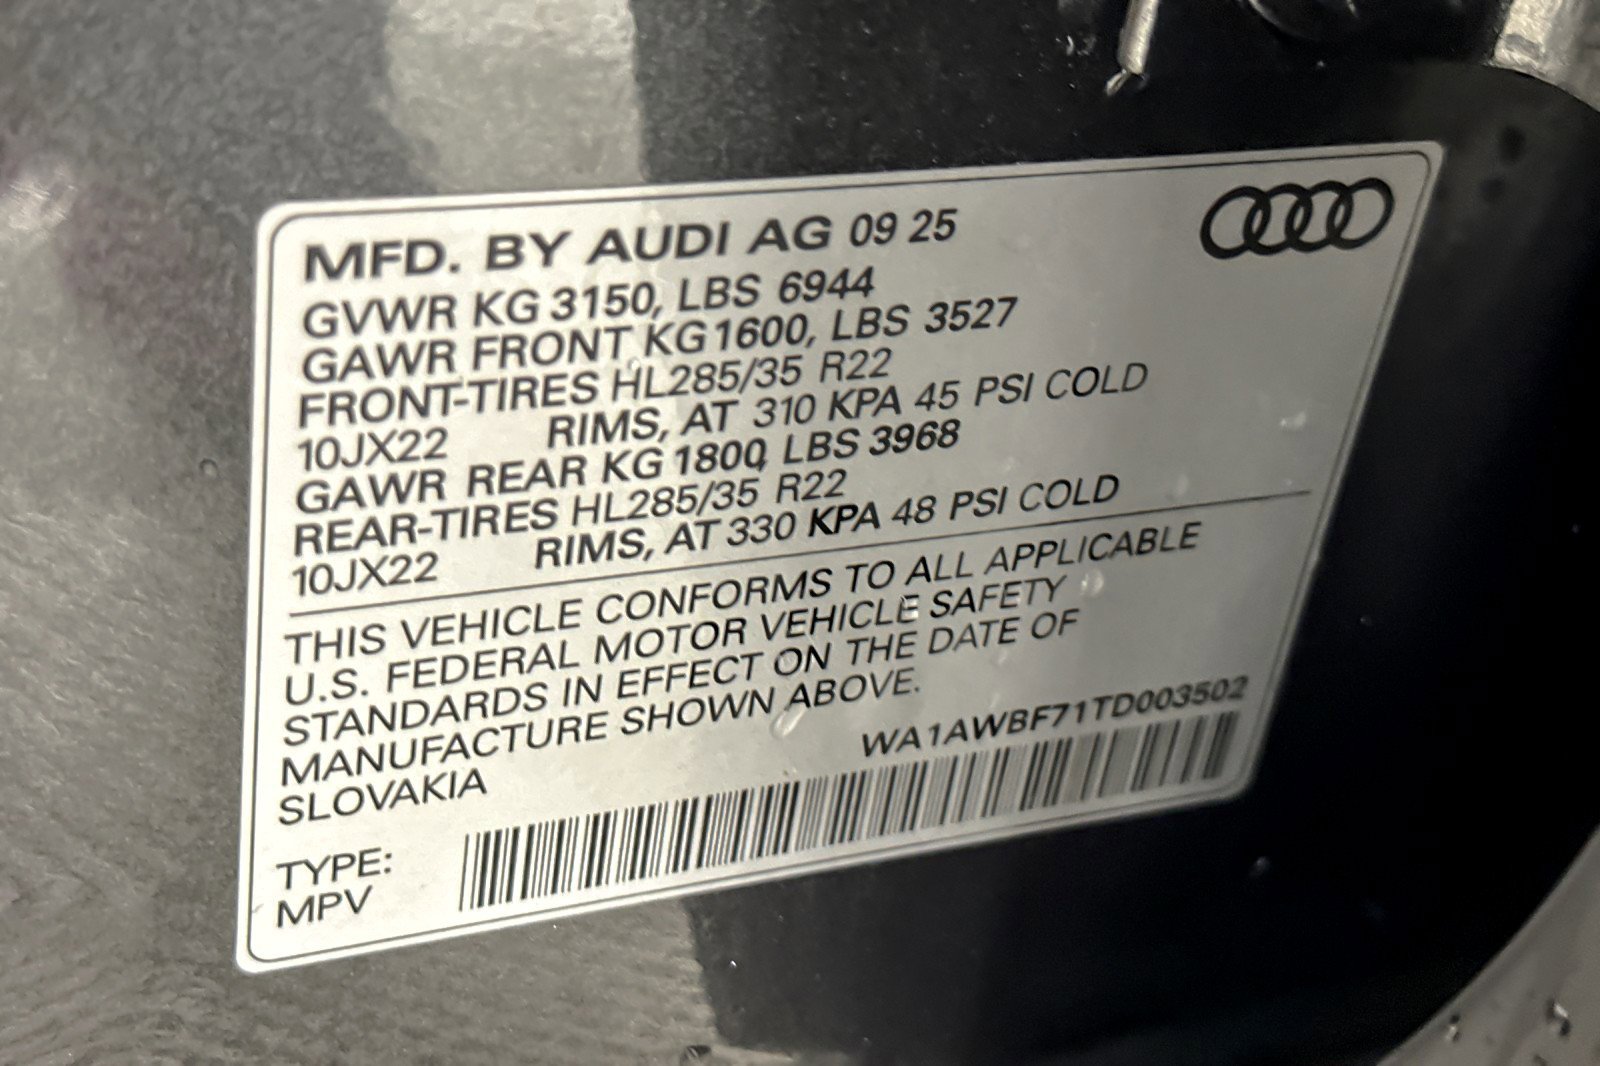 MFD. BY AUDI AG 09 25
GVWR KG 3150, LBS 6944
GAWR FRONT KG 1600, LBS 3527
FRONT-TIRES HL285/35 R22
10JX22 RIMS, AT 310 KPA 45 PSI COLD
GAWR REAR KG 1800, LBS 3968
REAR-TIRES HL285/35 R22
10JX22 RIMS, AT 330 KPA 48 PSI COLD
THIS VEHICLE CONFORMS TO ALL APPLICABLE
U.S. FEDERAL MOTOR VEHICLE SAFETY
STANDARDS IN EFFECT ON THE DATE OF
MANUFACTURE SHOWN ABOVE.
SLOVAKIA
WA1AWBF71TD003502
TYPE:
MPV